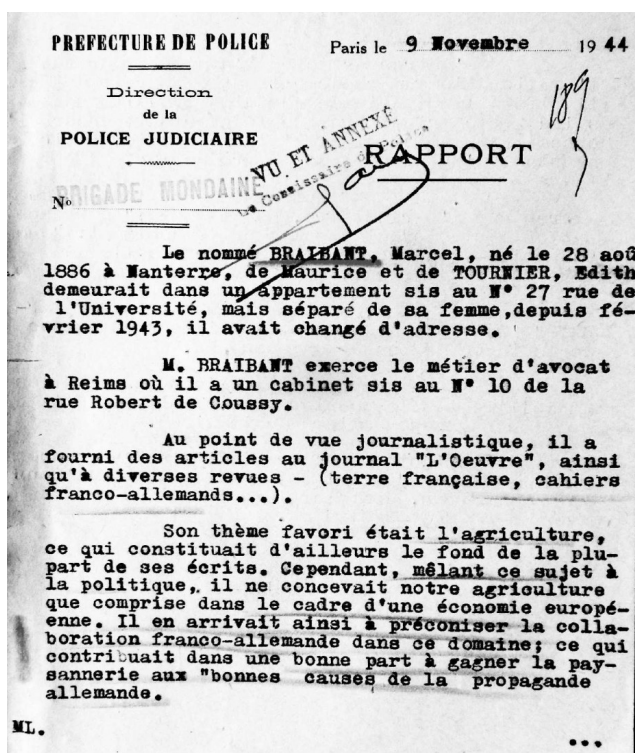 PREFECTURE DE POLICE
Paris le 9 Novembre 1944
Direction
de la
POLICE JUDICIAIRE
189
VU ET ANNEXÉ
Le Commissaire de Police
RAPPORT
BRIGADE MONDAINE
N°
Le nommé BRAIBANT, Marcel, né le 28 aoû
1886 à Nanterre, de Maurice et de TOURNIER, Edith
demeurait dans un appartement sis au N° 27 rue de
l'Université, mais séparé de sa femme, depuis fé-
vrier 1943, il avait changé d'adresse.
M. BRAIBANT exerce le métier d'avocat
à Reims où il a un cabinet sis au N° 10 de la
rue Robert de Coussy.
Au point de vue journalistique, il a
fourni des articles au journal "L'Oeuvre", ainsi
qu'à diverses revues - (terre française, cahiers
franco-allemands...).
Son thème favori était l'agriculture,
ce qui constituait d'ailleurs le fond de la plu-
part de ses écrits. Cependant, mêlant ce sujet à
la politique, il ne concevait notre agriculture
que comprise dans le cadre d'une économie europé-
enne. Il en arrivait ainsi à préconiser la colla-
boration franco-allemande dans ce domaine; ce qui
contribuait dans une bonne part à gagner la pay-
sannerie aux "bonnes causes de la propagande
allemande.
ML.
...